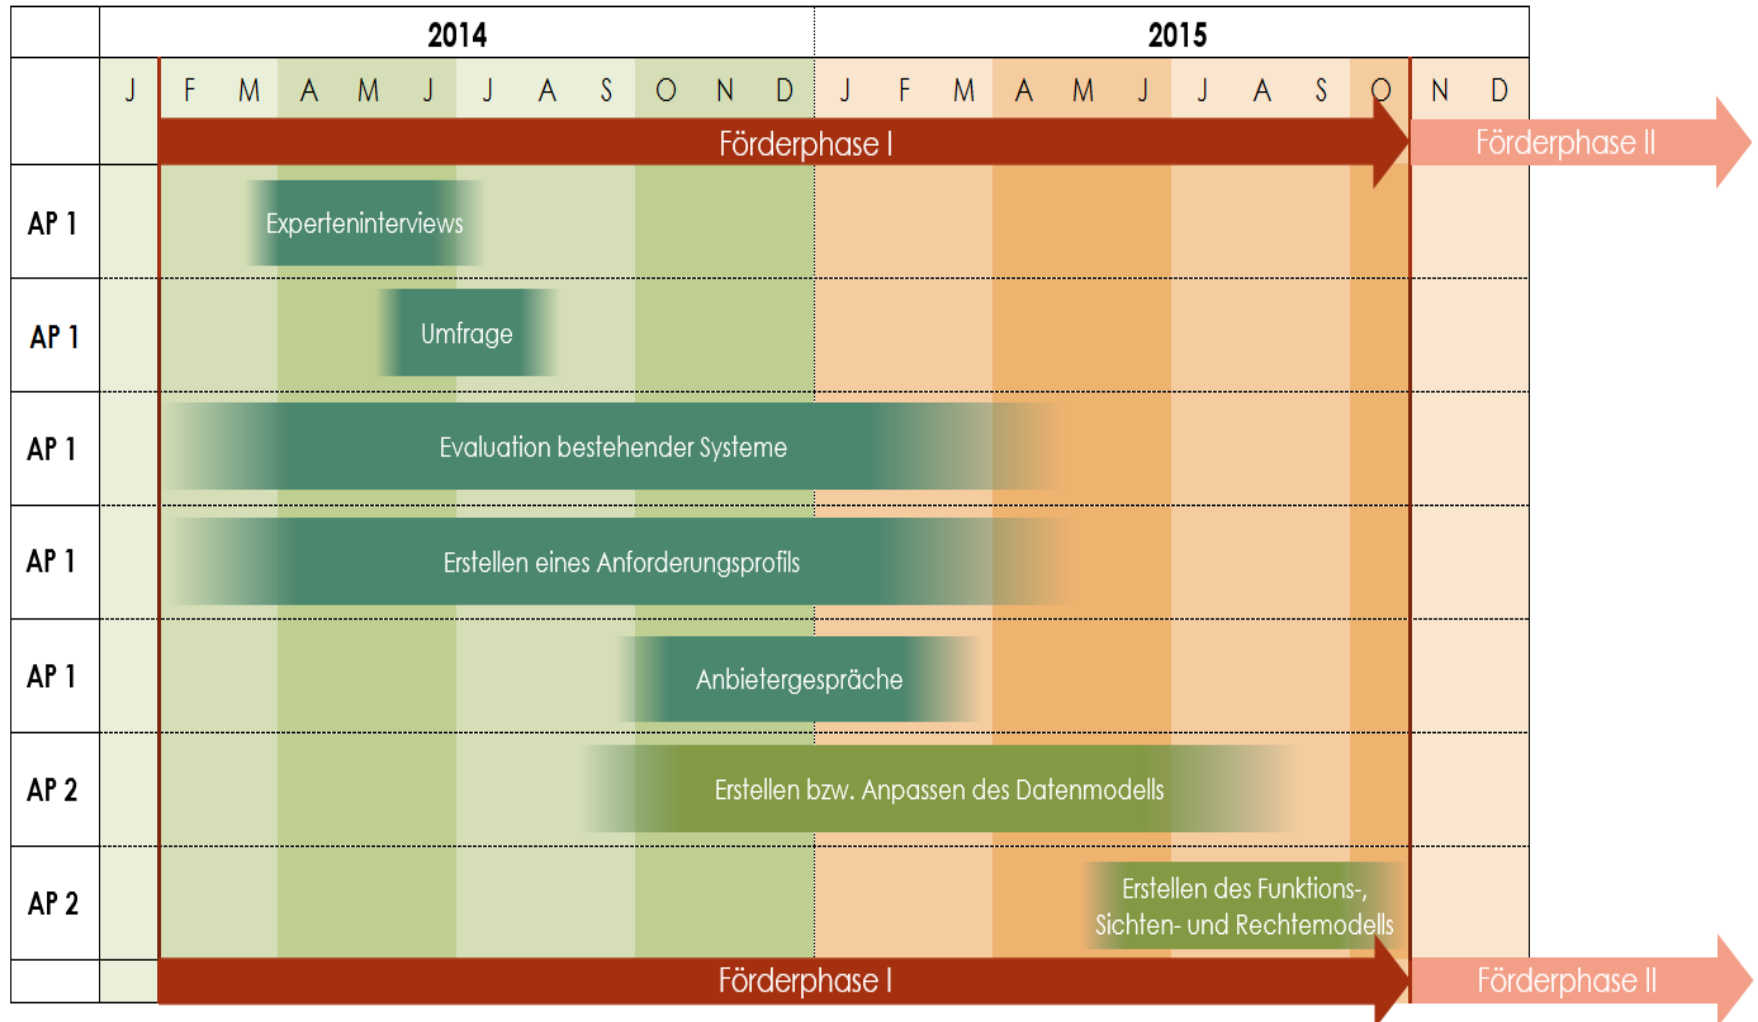 2014 2015
J F M A M J J A S O N D J F M A M J J A S O N D
Förderphase I Förderphase II
AP 1 Experteninterviews
AP 1 Umfrage
AP 1 Evaluation bestehender Systeme
AP 1 Erstellen eines Anforderungsprofils
AP 1 Anbietergespräche
AP 2 Erstellen bzw. Anpassen des Datenmodells
AP 2 Erstellen des Funktions-,
Sichten- und Rechtemodells
Förderphase I Förderphase II